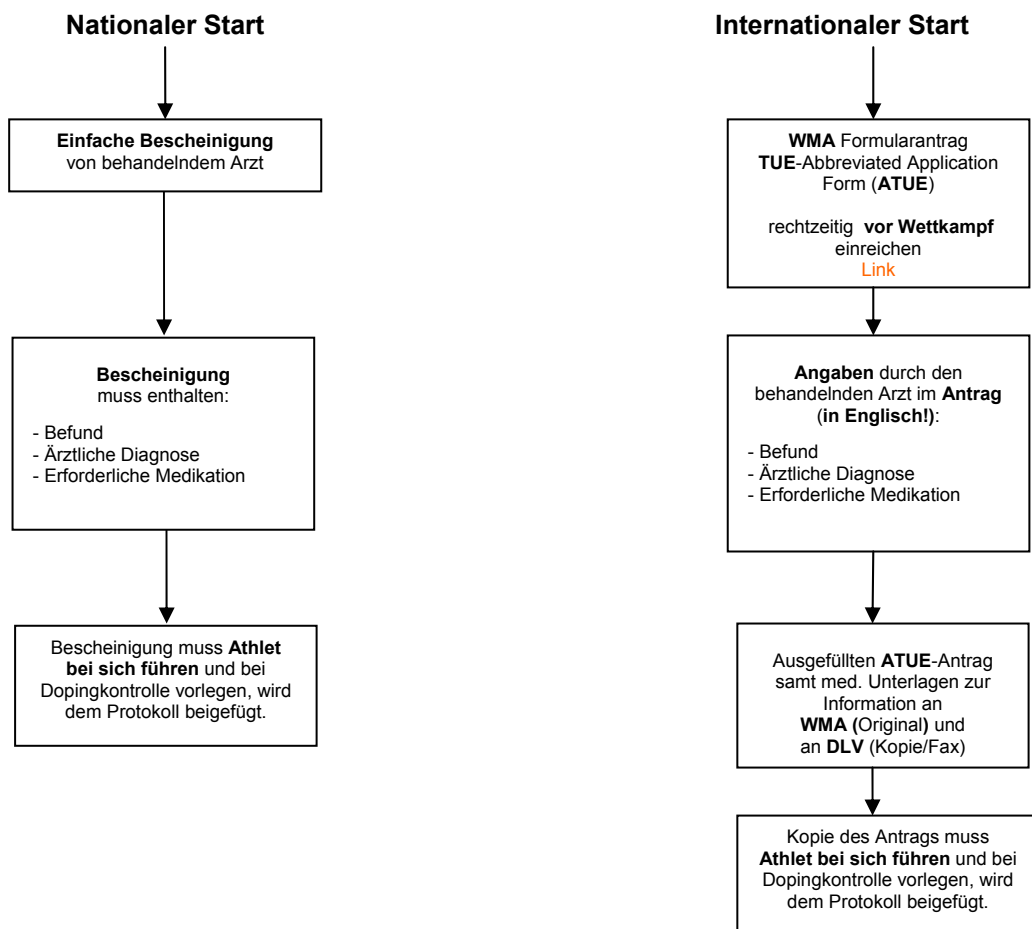 Nationaler Start
Einfache Bescheinigung
von behandelndem Arzt
Bescheinigung
muss enthalten:
- Befund
- Ärztliche Diagnose
- Erforderliche Medikation
Bescheinigung muss Athlet
bei sich führen und bei
Dopingkontrolle vorlegen, wird
dem Protokoll beigefügt.
Internationaler Start
WMA Formularantrag
TUE-Abbreviated Application
Form (ATUE)
rechtzeitig vor Wettkampf
einreichen
Link
Angaben durch den
behandelnden Arzt im Antrag
(in Englisch!):
- Befund
- Ärztliche Diagnose
- Erforderliche Medikation
Ausgefüllten ATUE-Antrag
samt med. Unterlagen zur
Information an
WMA (Original) und
an DLV (Kopie/Fax)
Kopie des Antrags muss
Athlet bei sich führen und bei
Dopingkontrolle vorlegen, wird
dem Protokoll beigefügt.